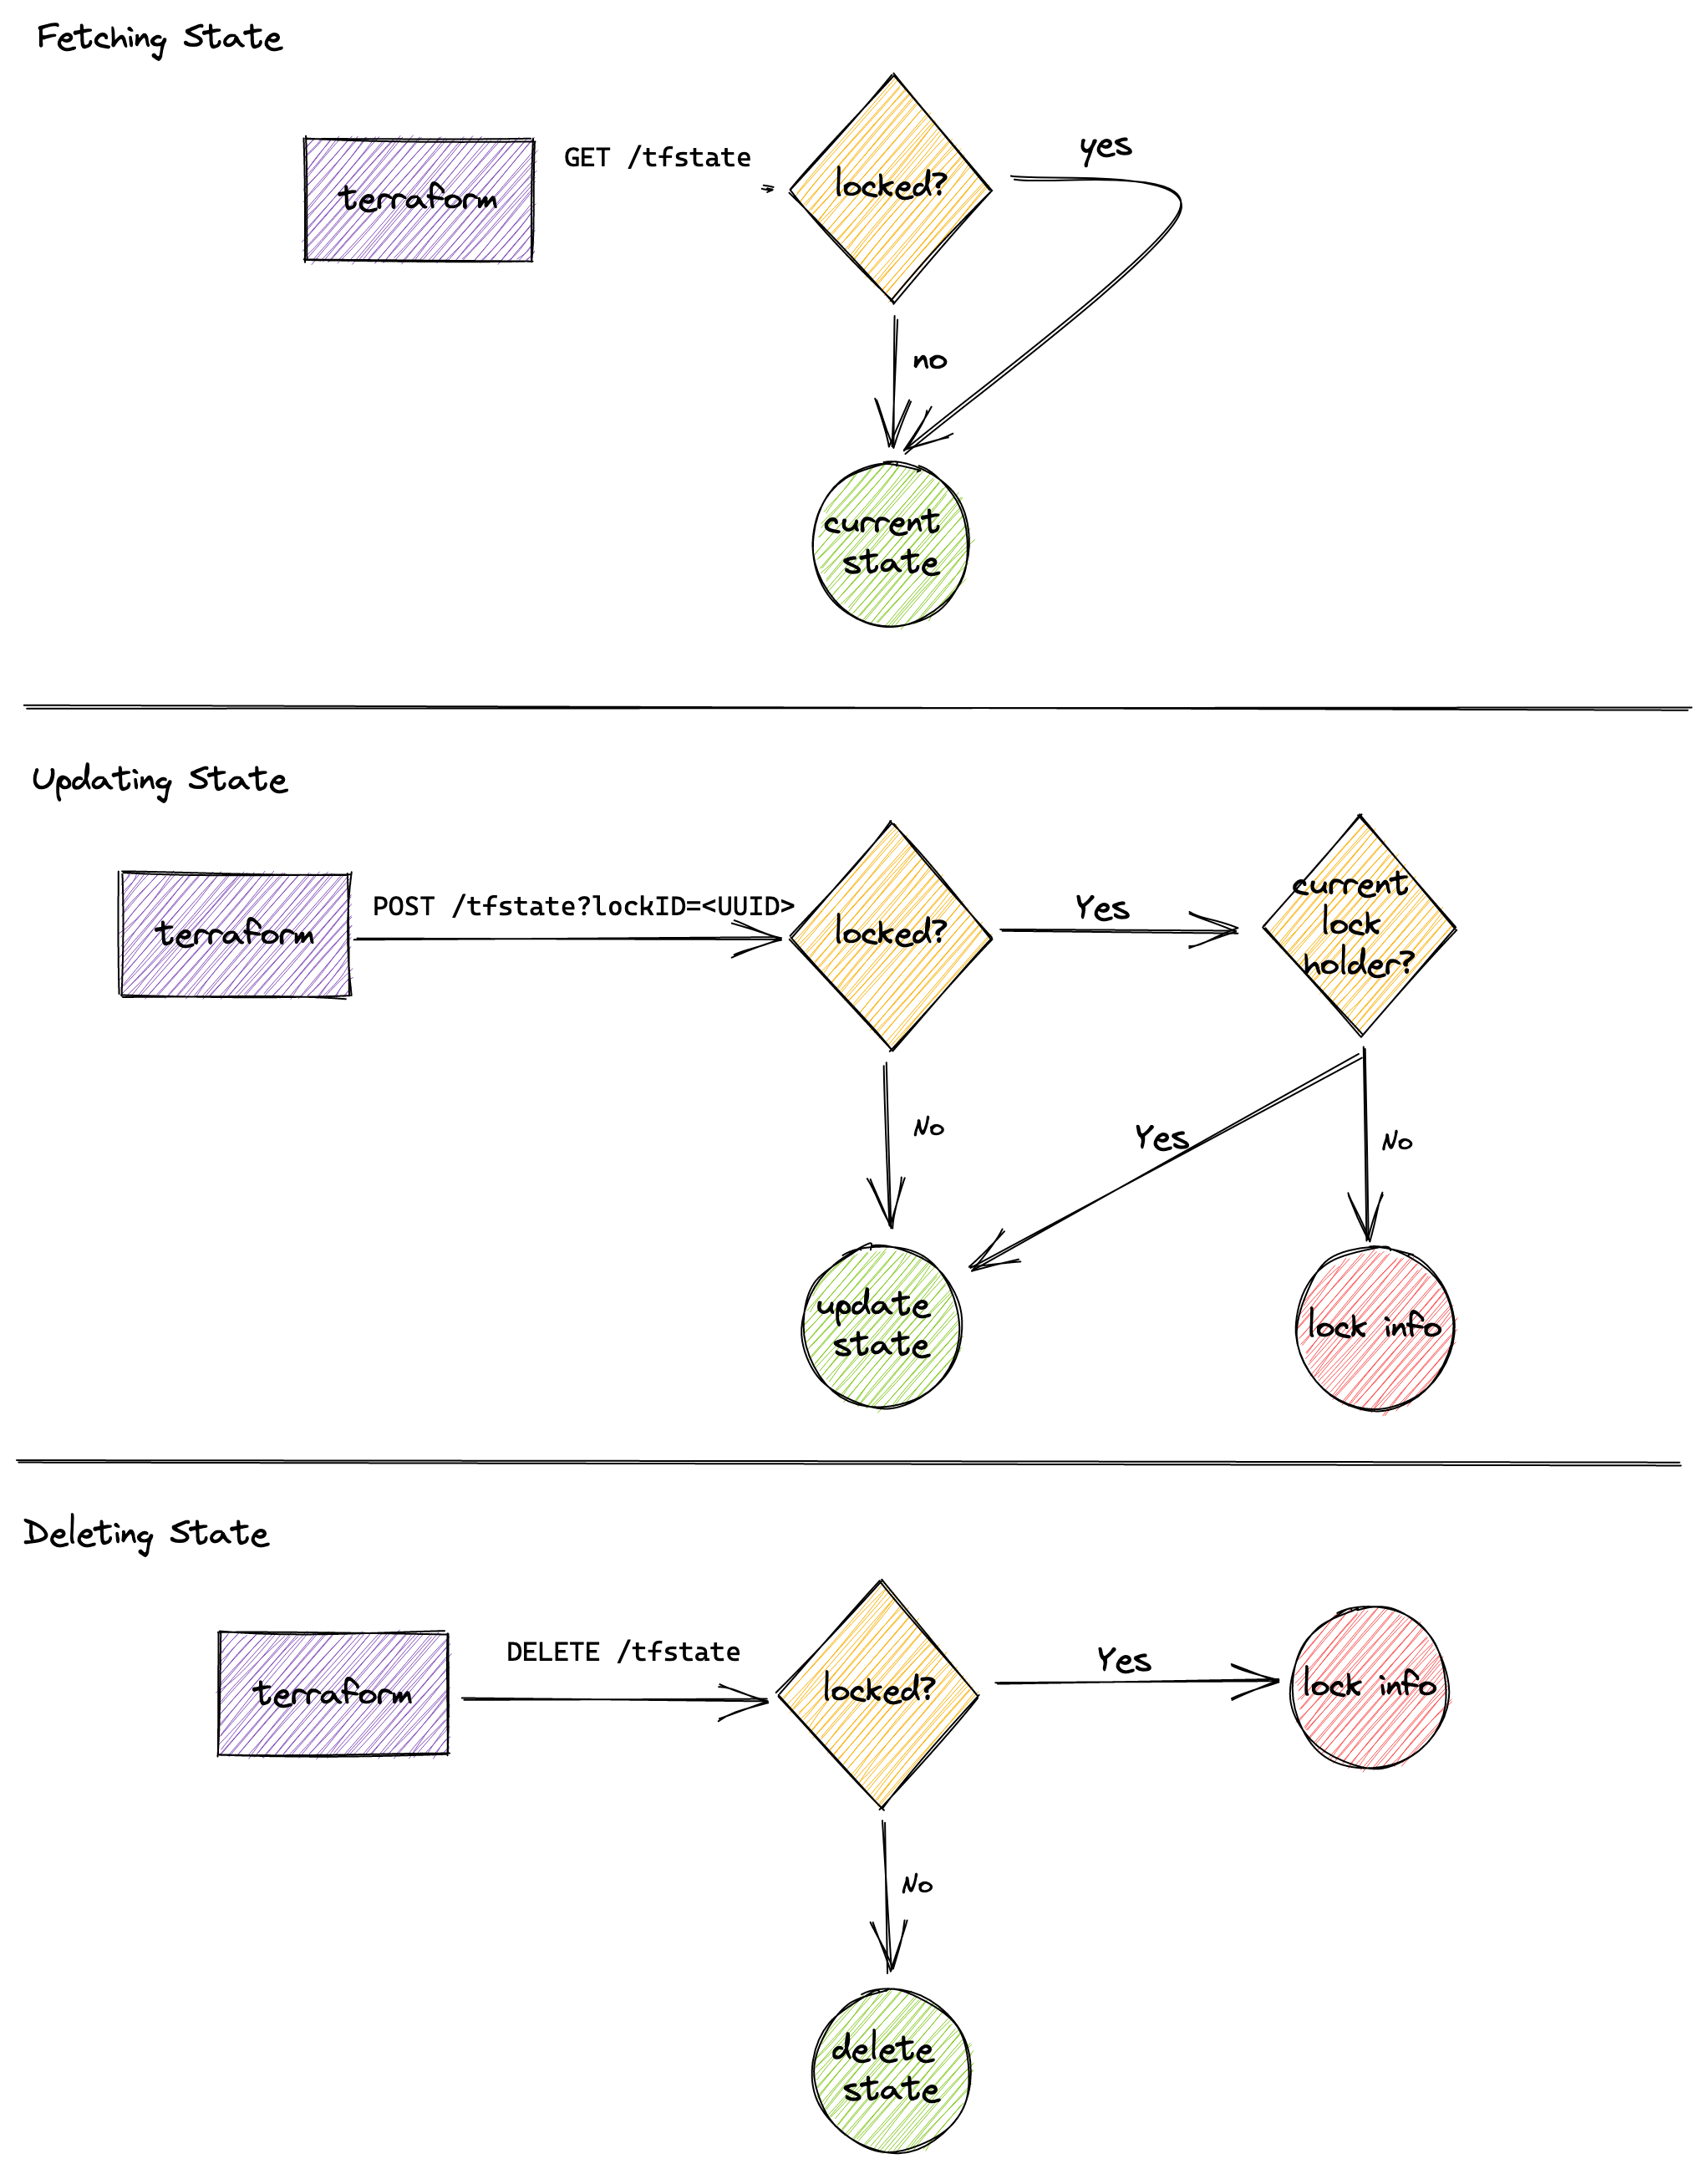 Fetching State
GET /tfstate
yes
terraform
locked?
no
current
state
Updating State
POST /tfstate?lockID=<UUID>
Yes
current
lock
holder?
terraform
locked?
No
Yes
No
update
state
lock info
Deleting State
DELETE /tfstate
Yes
terraform
locked?
lock info
No
delete
state